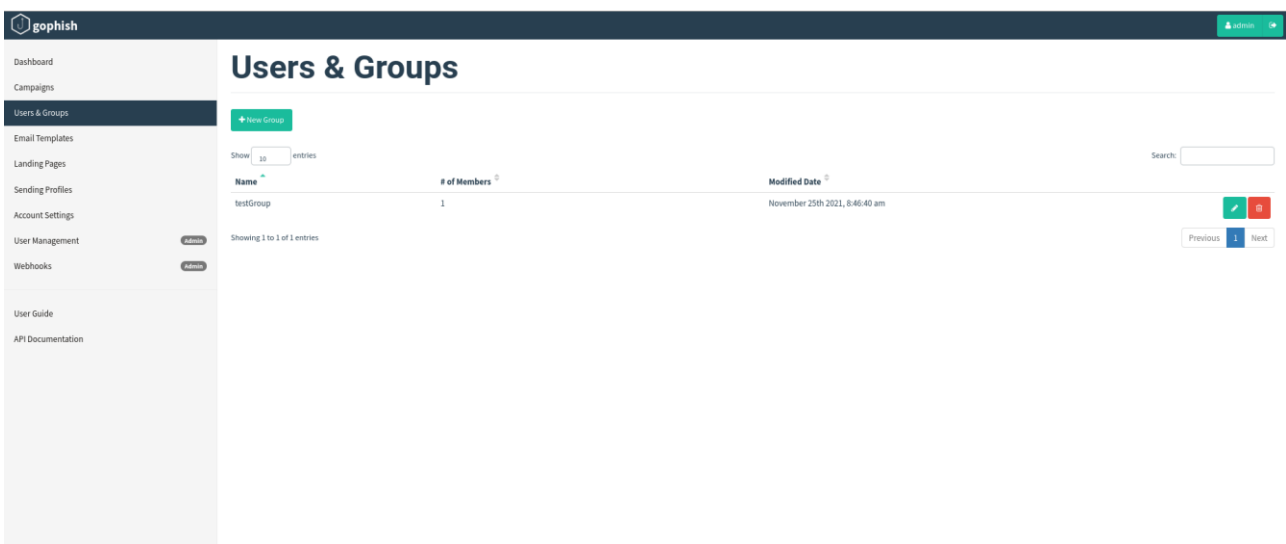 gophish
admin
Dashboard
Campaigns
Users & Groups
Email Templates
Landing Pages
Sending Profiles
Account Settings
User Management Admin
Webhooks Admin
User Guide
API Documentation
Users & Groups
+ New Group
Show 10 entries
Search:
Name # of Members Modified Date
testGroup 1 November 25th 2021, 8:46:40 am
Showing 1 to 1 of 1 entries
Previous 1 Next